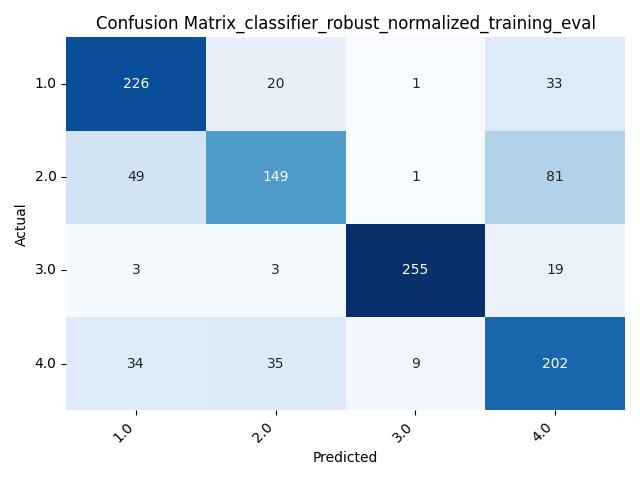 Confusion Matrix_classifier_robust_normalized_training_eval
1.0 226 20 1 33
2.0 49 149 1 81
3.0 3 3 255 19
4.0 34 35 9 202
Actual
1.0 2.0 3.0 4.0
Predicted